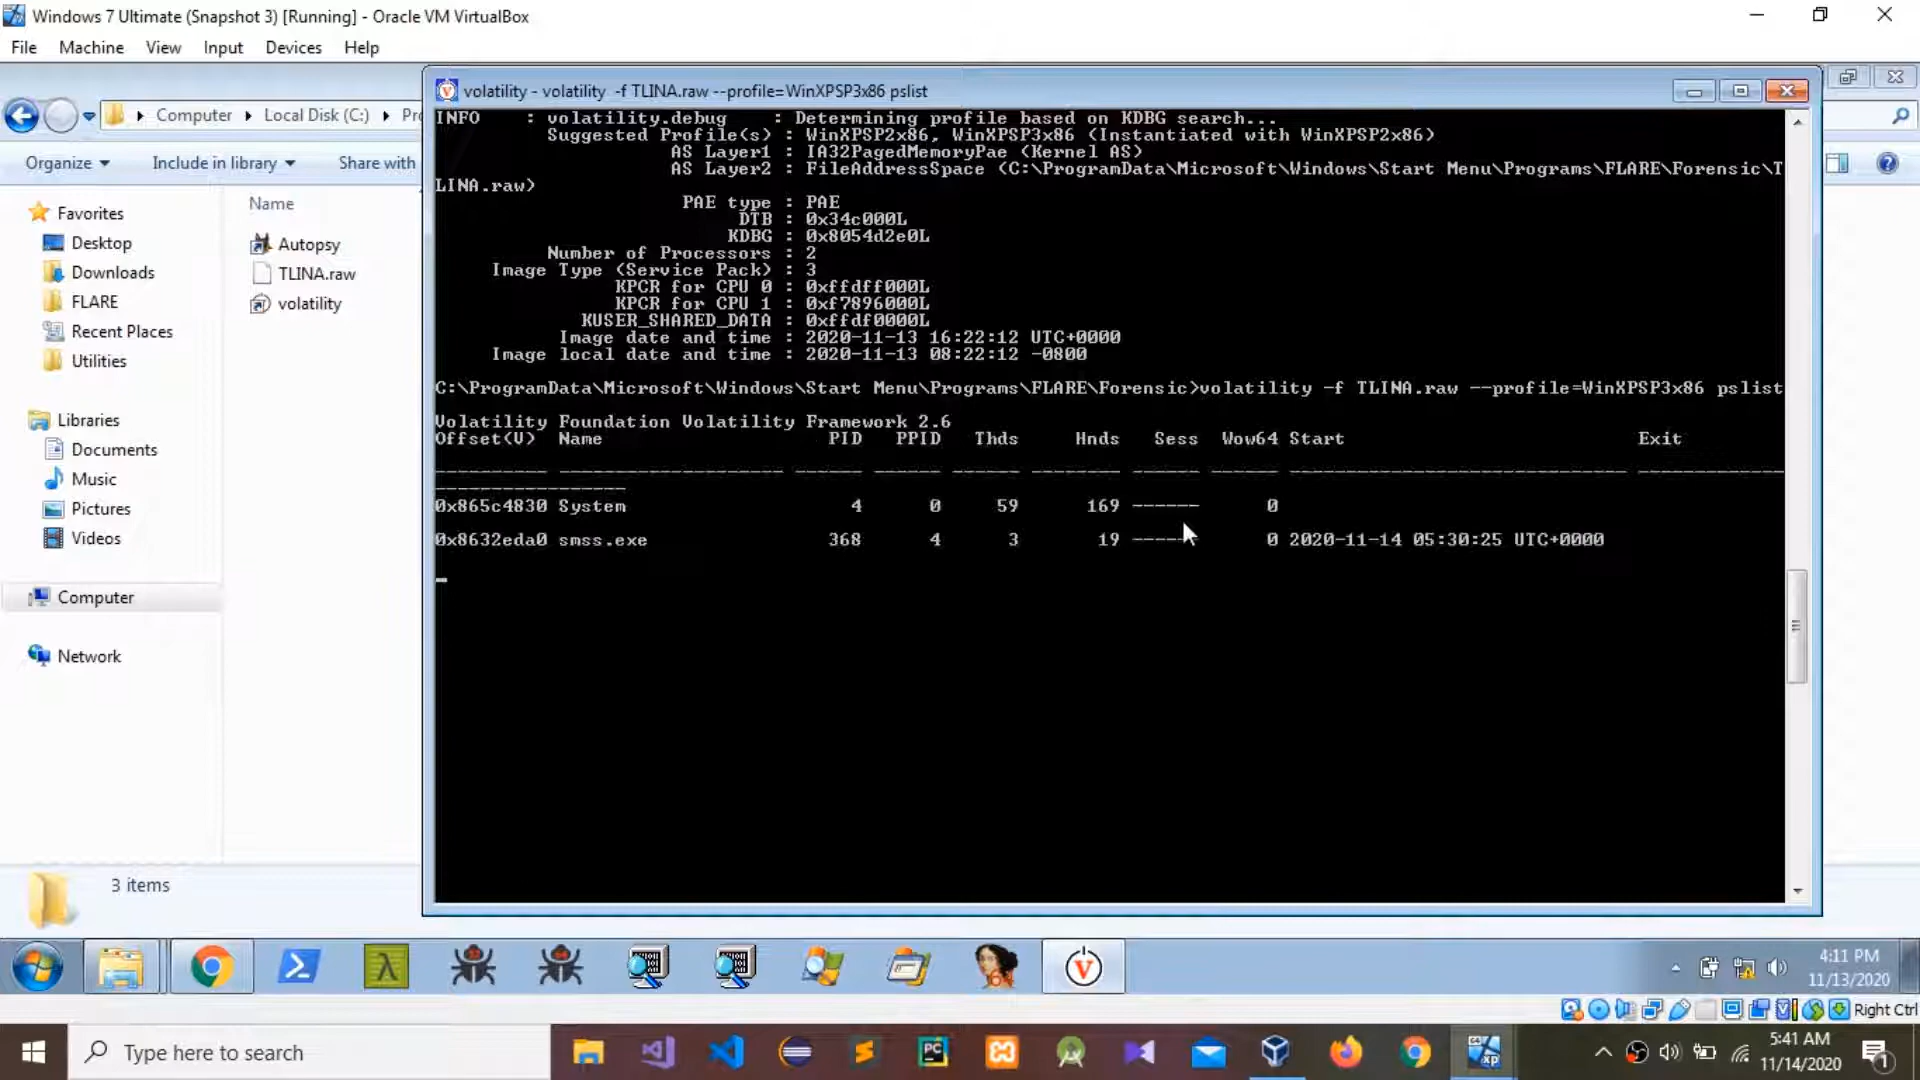 Windows 7 Ultimate (Snapshot 3) [Running] - Oracle VM VirtualBox
File Machine View Input Devices Help
volatility - volatility -f TLINA.raw --profile=WinXPSP3x86 pslist
Computer Local Disk (C:)
Organize Include in library Share with
Favorites
Desktop
Downloads
FLARE
Recent Places
Utilities
Libraries
Documents
Music
Pictures
Videos
Computer
Network
Name
Autopsy
TLINA.raw
volatility
3 items
INFO : volatility.debug : Determining profile based on KDBG search...
Suggested Profile(s) : WinXPSP2x86, WinXPSP3x86 (Instantiated with WinXPSP2x86)
AS Layer1 : IA32PagedMemoryPae (Kernel AS)
AS Layer2 : FileAddressSpace (C:\ProgramData\Microsoft\Windows\Start Menu\Programs\FLARE\Forensic\T
LINA.raw)
PAE type : PAE
DTB : 0x34c000L
KDBG : 0x8054d2e0L
Number of Processors : 2
Image Type (Service Pack) : 3
KPCR for CPU 0 : 0xffdff000L
KPCR for CPU 1 : 0xf7896000L
KUSER_SHARED_DATA : 0xffdf0000L
Image date and time : 2020-11-13 16:22:12 UTC+0000
Image local date and time : 2020-11-13 08:22:12 -0800
C:\ProgramData\Microsoft\Windows\Start Menu\Programs\FLARE\Forensic>volatility -f TLINA.raw --profile=WinXPSP3x86 pslist
Volatility Foundation Volatility Framework 2.6
Offset(V) Name PID PPID Thds Hnds Sess Wow64 Start Exit
---------- -------------------- ------ ------ ------ -------- ------ ------ ------------------------------ -------------
-----------------
0x865c4830 System 4 0 59 169 ------ 0
0x8632eda0 smss.exe 368 4 3 19 ------ 0 2020-11-14 05:30:25 UTC+0000
4:11 PM
11/13/2020
Right Ctrl
Type here to search
5:41 AM
11/14/2020